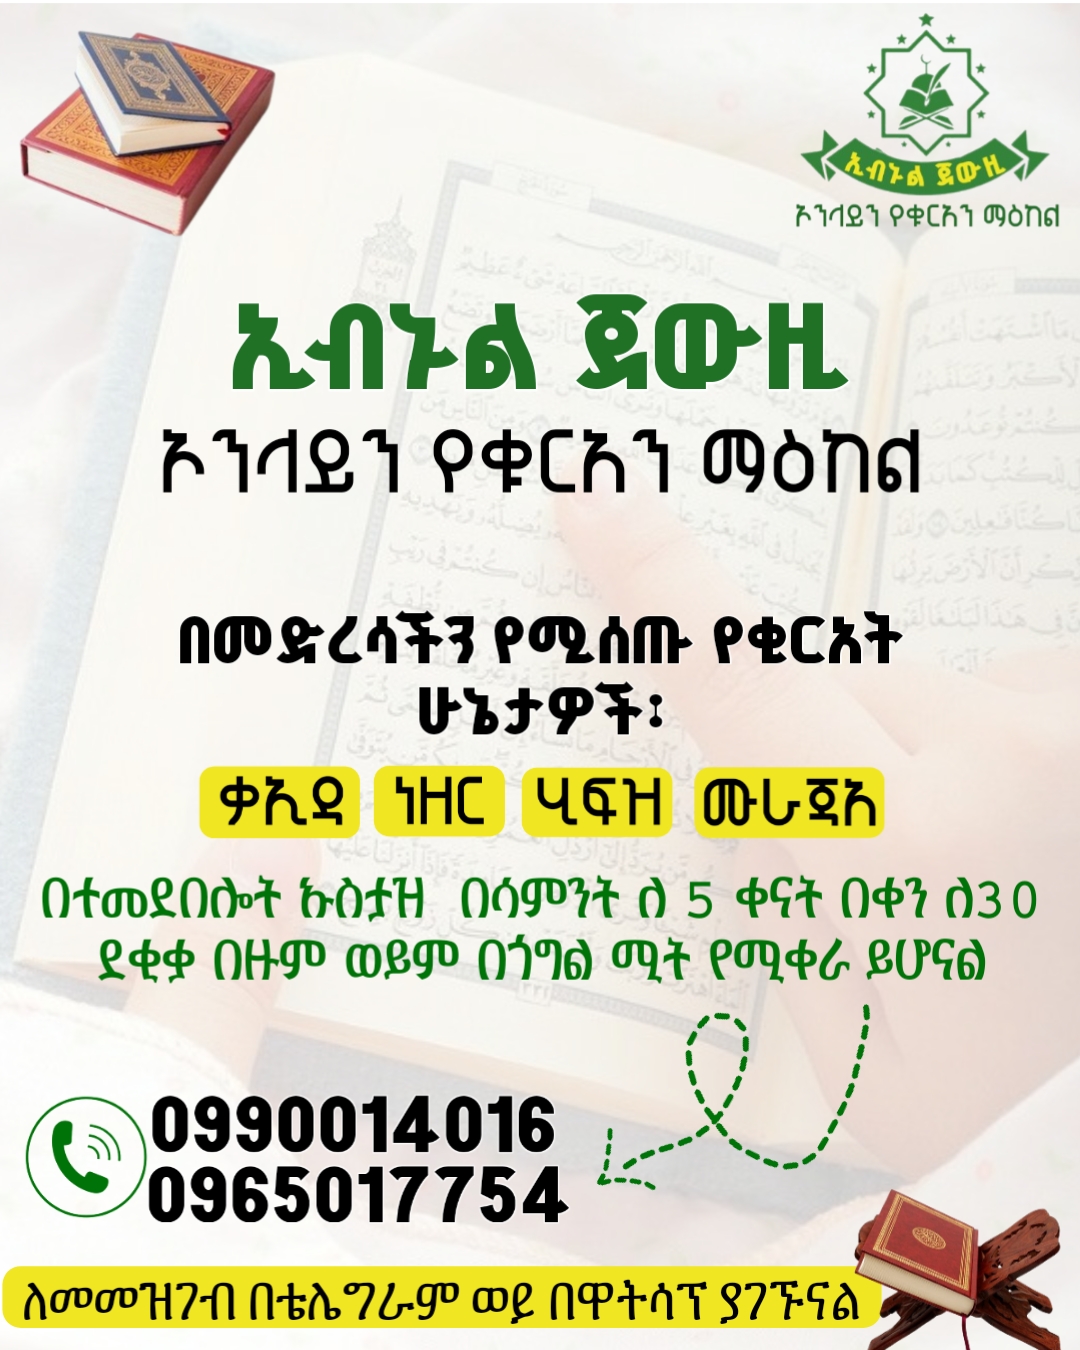 ኢብኑል ጀውዚ
ኦንላይን የቁርአን ማዕከል
ኢብኑል ጀውዚ
ኦንላይን የቁርአን ማዕከል
በመድረሳችን የሚሰጡ የቂርአት
ሁኔታዎች፤
ቃኢዳ ነዘር ሂፍዝ ሙራጃአ
በተመደበሎት ኡስታዝ በሳምንት ለ 5 ቀናት በቀን ለ30
ደቂቃ በዙም ወይም በጎግል ሚት የሚቀራ ይሆናል
0990014016
0965017754
ለመመዝገብ በቴሌግራም ወይ በዋትሳፕ ያገኙናል